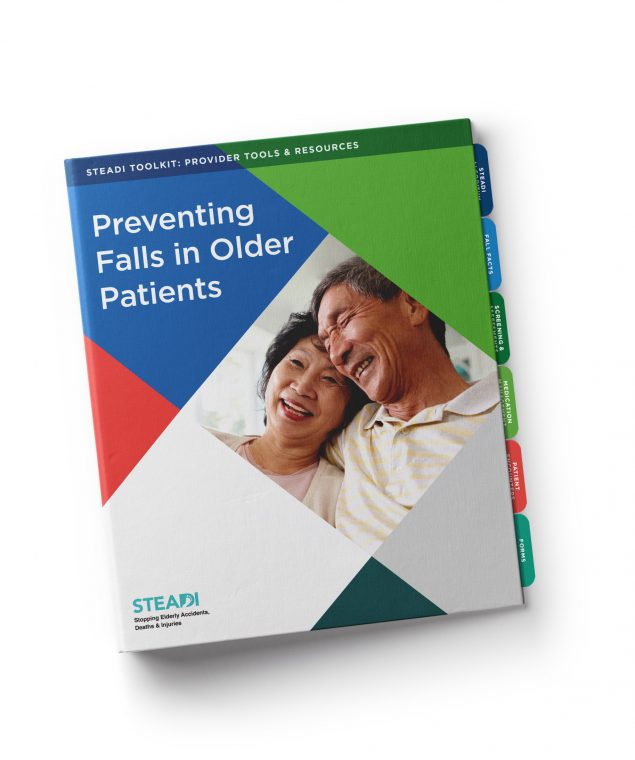 STEADI TOOLKIT: PROVIDER TOOLS & RESOURCES
Preventing
Falls in Older
Patients
STEADI
Stopping Elderly Accidents,
Deaths & Injuries
STEADI
FALL FACTS
SCREENING &
MEDICATION
PATIENT
ENCOUNTERS
FORMS